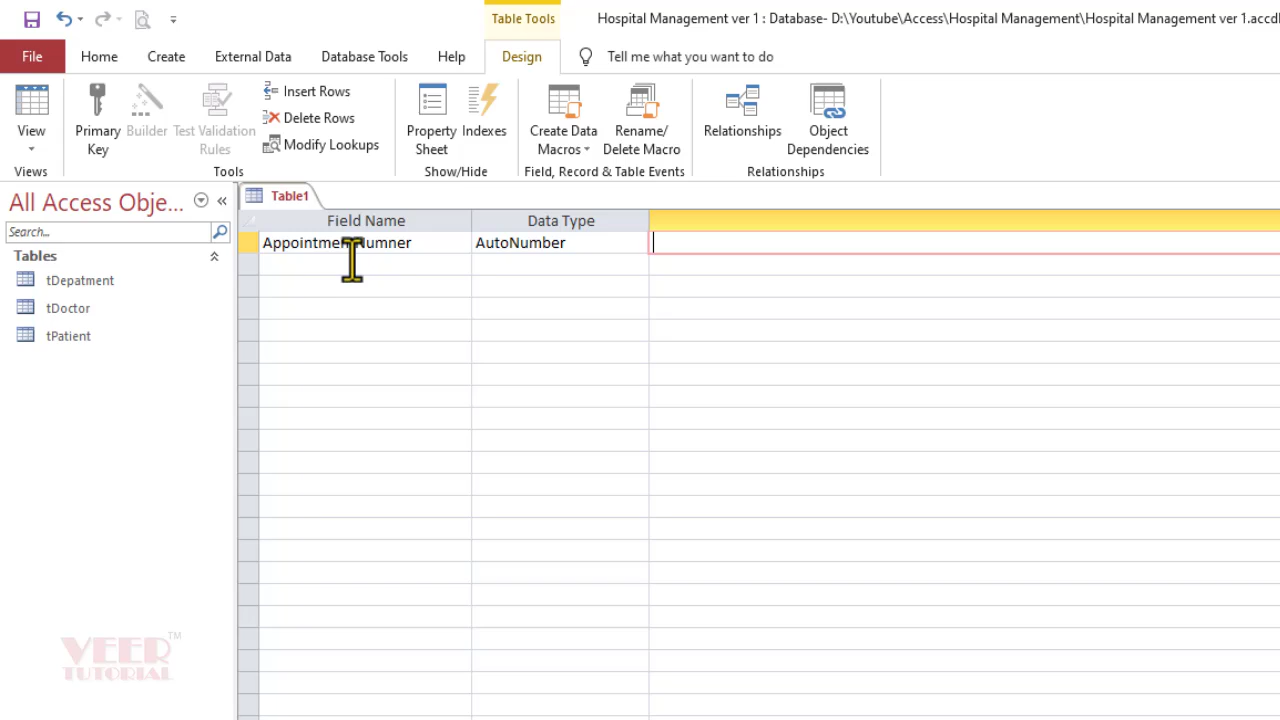 Table Tools
Hospital Management ver 1 : Database- D:\Youtube\Access\Hospital Management\Hospital Management ver 1.accd
File Home Create External Data Database Tools Help Design Tell me what you want to do
View
Primary Key
Builder
Test Validation Rules
Insert Rows
Delete Rows
Modify Lookups
Property Sheet
Indexes
Create Data Macros
Rename/ Delete Macro
Relationships
Object Dependencies
Views Tools Show/Hide Field, Record & Table Events Relationships
All Access Obje...
Search...
Tables
tDepatment
tDoctor
tPatient
Table1
Field Name Data Type
AppointmentNumner AutoNumber
VEER TM
TUTORIAL